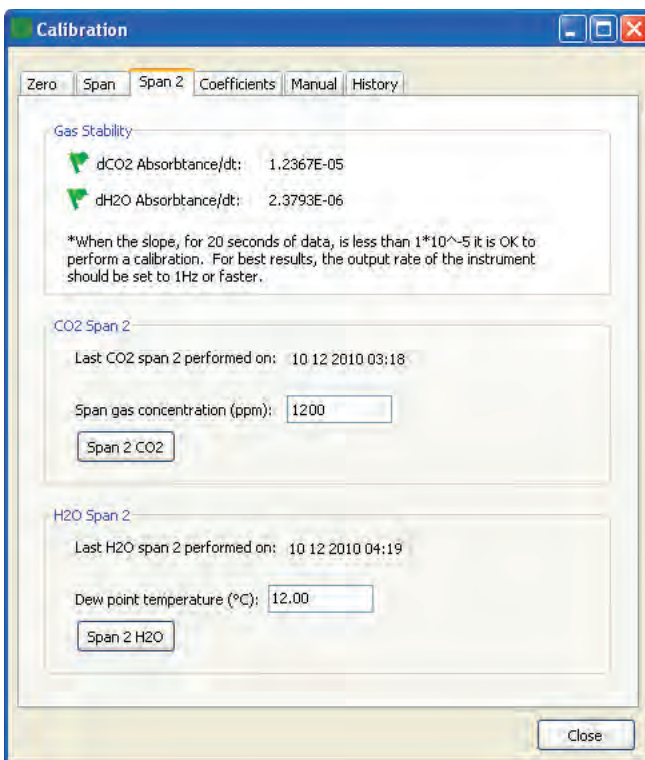 Calibration
Zero Span Span 2 Coefficients Manual History
Gas Stability
dCO2 Absorbtance/dt: 1.2367E-05
dH2O Absorbtance/dt: 2.3793E-06
*When the slope, for 20 seconds of data, is less than 1*10^-5 it is OK to
perform a calibration. For best results, the output rate of the instrument
should be set to 1Hz or faster.
CO2 Span 2
Last CO2 span 2 performed on: 10 12 2010 03:18
Span gas concentration (ppm): 1200
Span 2 CO2
H2O Span 2
Last H2O span 2 performed on: 10 12 2010 04:19
Dew point temperature (°C): 12.00
Span 2 H2O
Close